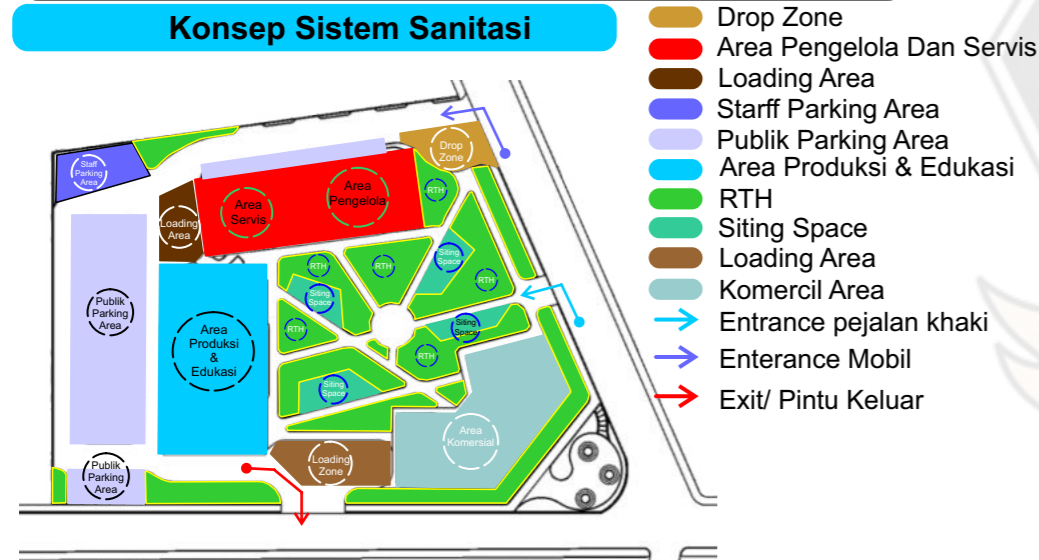 Konsep Sistem Sanitasi
Drop Zone
Area Pengelola Dan Servis
Loading Area
Starff Parking Area
Publik Parking Area
Area Produksi & Edukasi
RTH
Siting Space
Loading Area
Komercil Area
Entrance pejalan khaki
Enterance Mobil
Exit/ Pintu Keluar
Staff
Parking
Area
Drop
Zone
Area
Pengelola
Area
Servis
RTH
Loading
Area
Siting
Space
RTH
RTH
RTH
Siting
Space
Publik
Parking
Area
RTH
Siting
Space
Area
Produksi
&
Edukasi
RTH
Siting
Space
Area
Komersial
Loading
Zone
Publik
Parking
Area